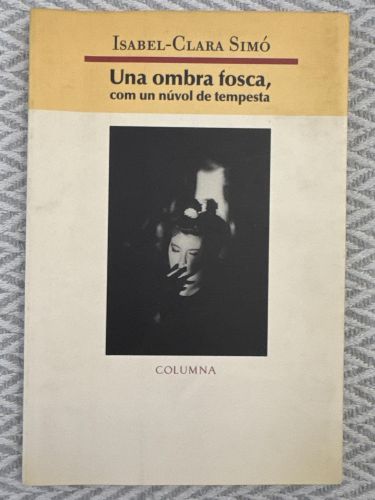 Isabel-Clara Simó
Una ombra fosca,
com un núvol de tempesta
COLUMNA